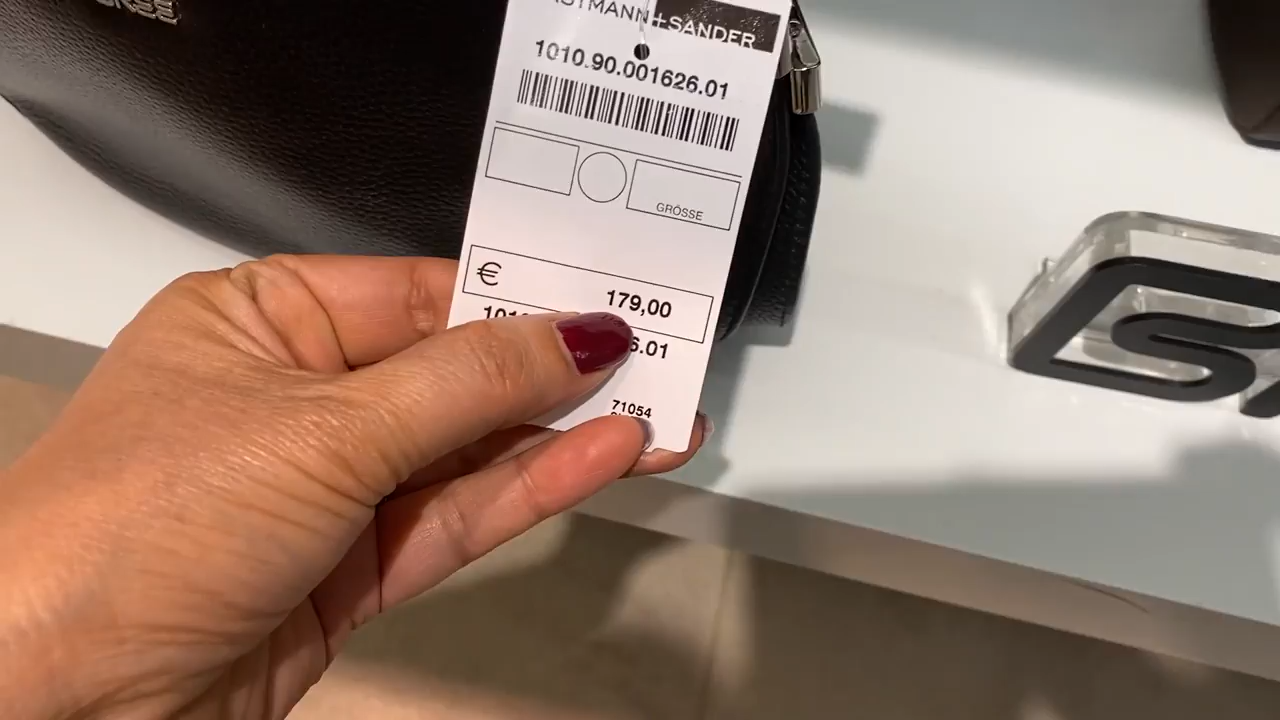 +SANDER
1010.90.001626.01
GRÖSSE
€ 179,00
6.01
71054